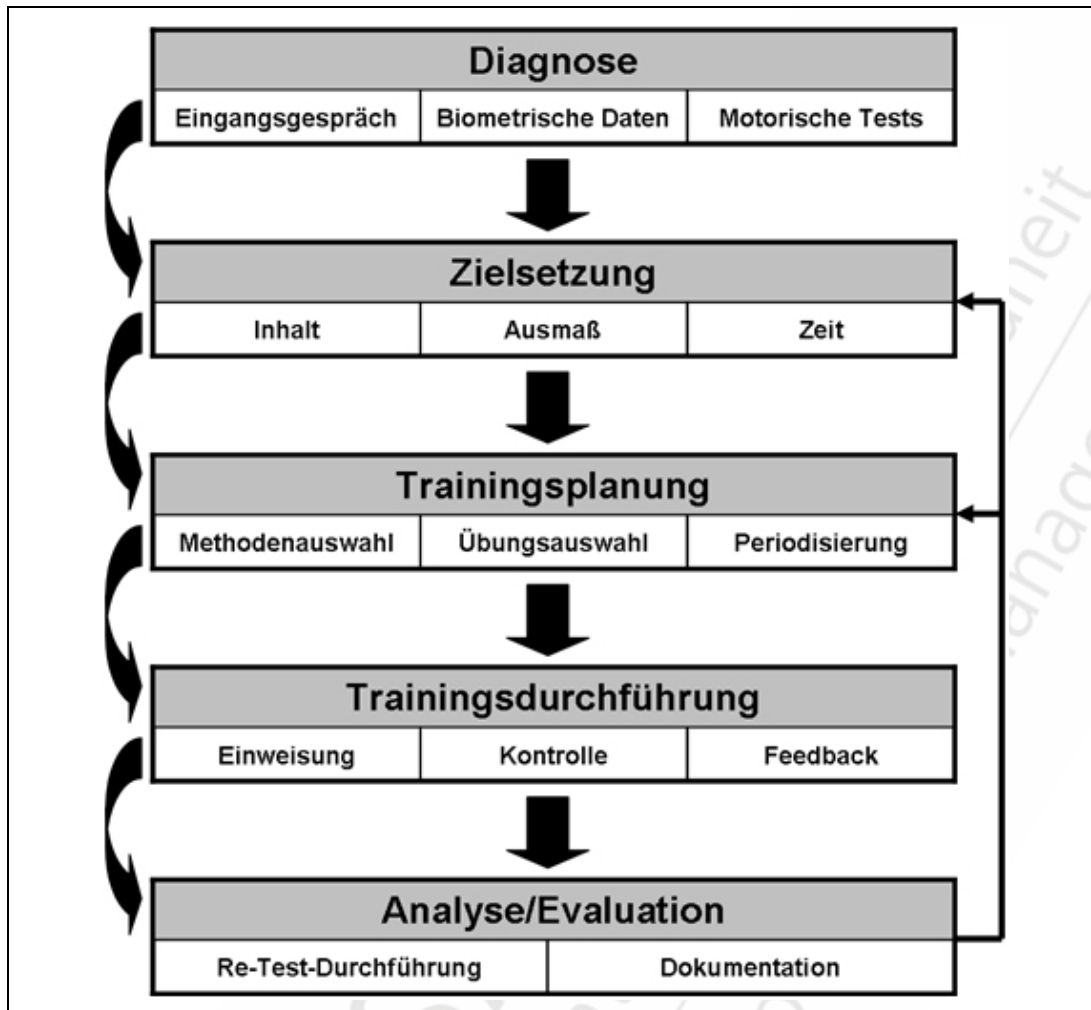 Diagnose
Eingangsgespräch Biometrische Daten Motorische Tests
Zielsetzung
Inhalt Ausmaß Zeit
Trainingsplanung
Methodenauswahl Übungsauswahl Periodisierung
Trainingsdurchführung
Einweisung Kontrolle Feedback
Analyse/Evaluation
Re-Test-Durchführung Dokumentation